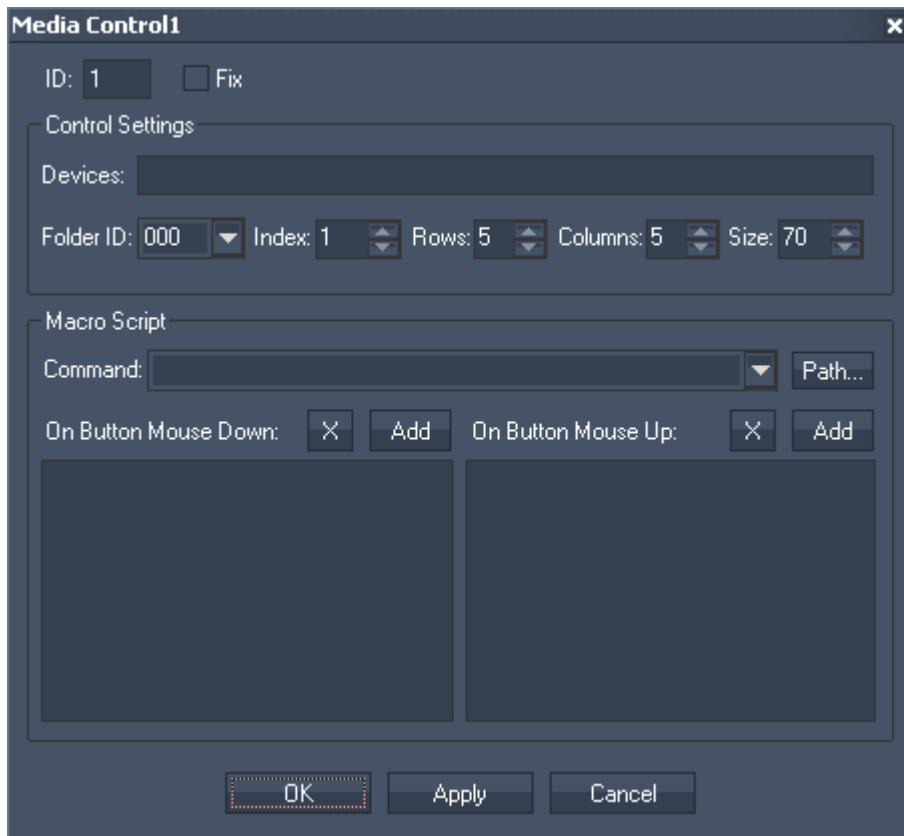 Media Control1
ID: 1 Fix
Control Settings
Devices:
Folder ID: 000 Index: 1 Rows: 5 Columns: 5 Size: 70
Macro Script
Command: Path...
On Button Mouse Down: X Add On Button Mouse Up: X Add
OK Apply Cancel